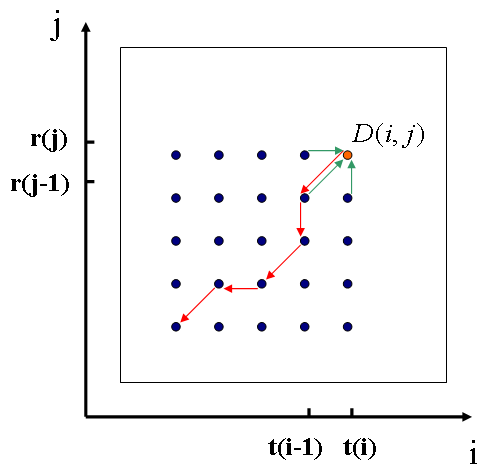 j
r(j)
D(i, j)
r(j-1)
t(i-1) t(i)
i